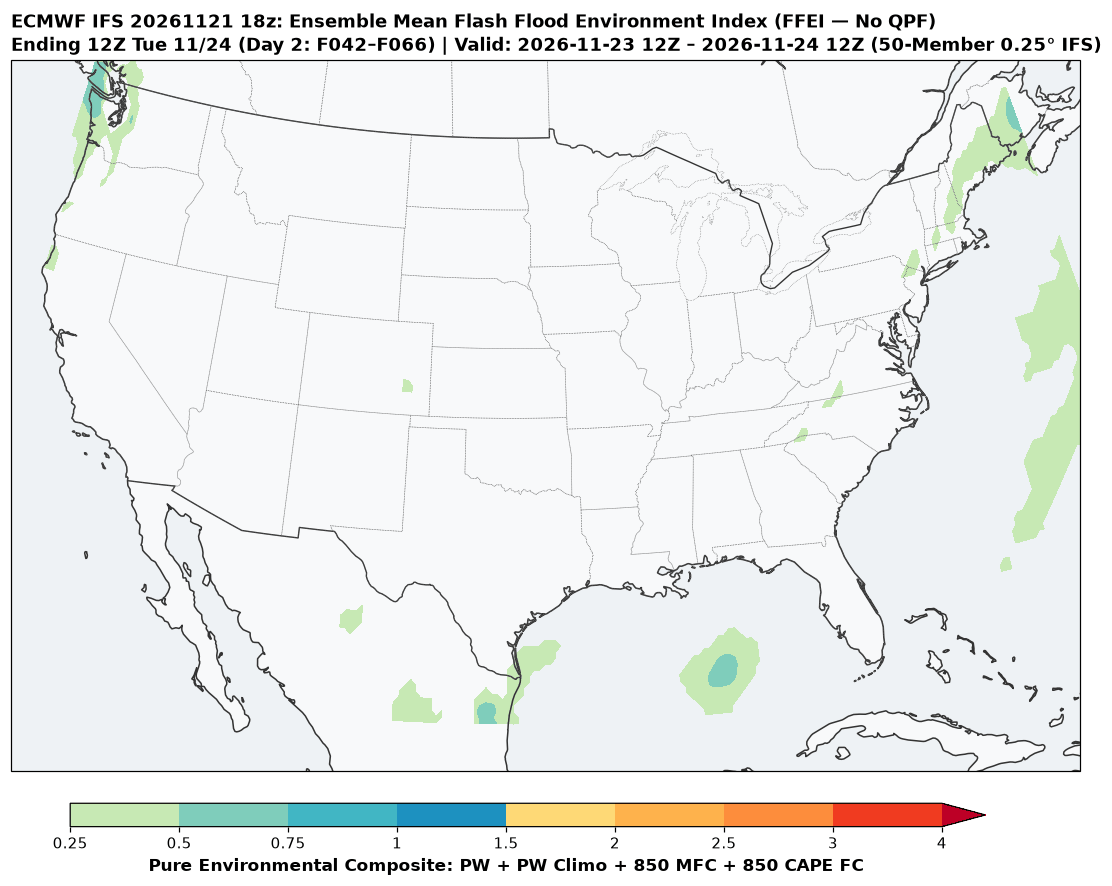 ECMWF IFS 20261121 18z: Ensemble Mean Flash Flood Environment Index (FFEI — No QPF)
Ending 12Z Tue 11/24 (Day 2: F042–F066) | Valid: 2026-11-23 12Z – 2026-11-24 12Z (50-Member 0.25° IFS)
0.25 0.5 0.75 1 1.5 2 2.5 3 4
Pure Environmental Composite: PW + PW Climo + 850 MFC + 850 CAPE FC